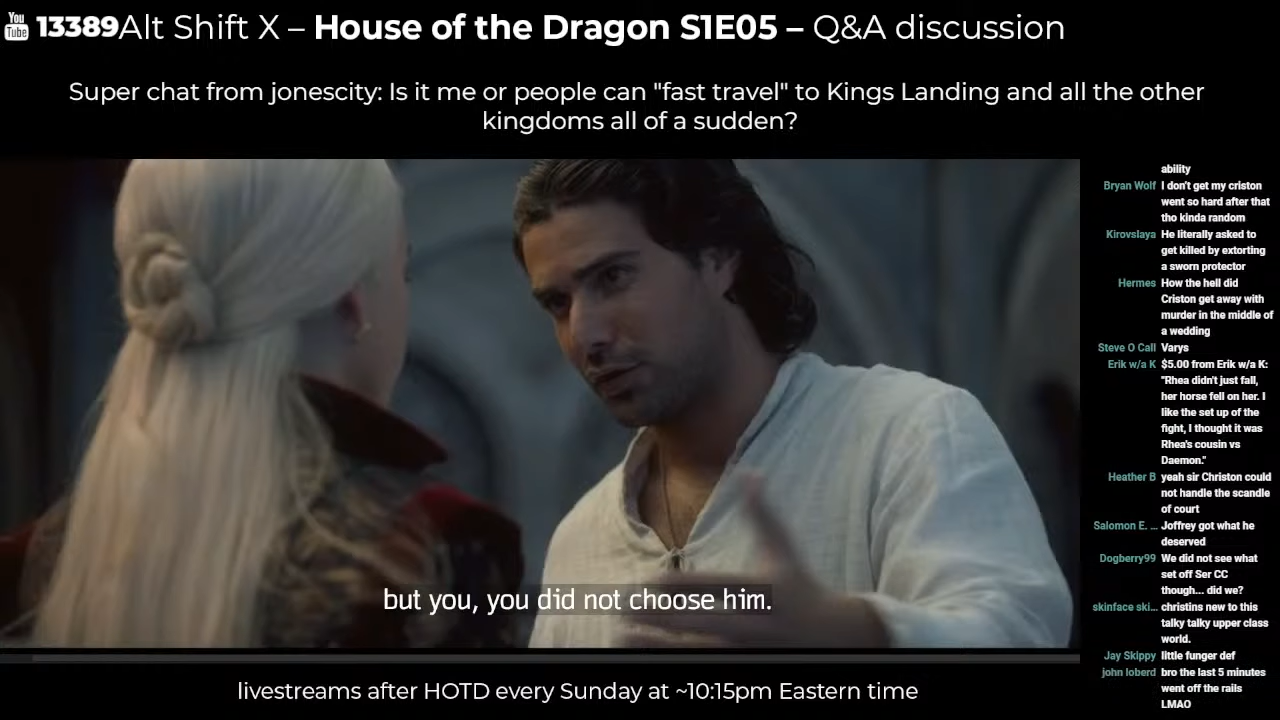 You
Tube
13389
Alt Shift X – House of the Dragon S1E05 – Q&A discussion
Super chat from jonescity: Is it me or people can "fast travel" to Kings Landing and all the other
kingdoms all of a sudden?
but you, you did not choose him.
livestreams after HOTD every Sunday at ~10:15pm Eastern time
ability
Bryan Wolf I don't get my criston
went so hard after that
tho kinda random
Kirovslaya He literally asked to
get killed by extorting
a sworn protector
Hermes How the hell did
Criston get away with
murder in the middle of
a wedding
Steve O Call Varys
Erik w/a K $5.00 from Erik w/a K:
"Rhea didn't just fall,
her horse fell on her. I
like the set up of the
fight, I thought it was
Rhea's cousin vs
Daemon."
Heather B yeah sir Christon could
not handle the scandle
of court
Salomon E. ... Joffrey got what he
deserved
Dogberry99 We did not see what
set off Ser CC
though... did we?
skinface ski... christins new to this
talky talky upper class
world.
Jay Skippy little funger def
john loberd bro the last 5 minutes
went off the rails
LMAO